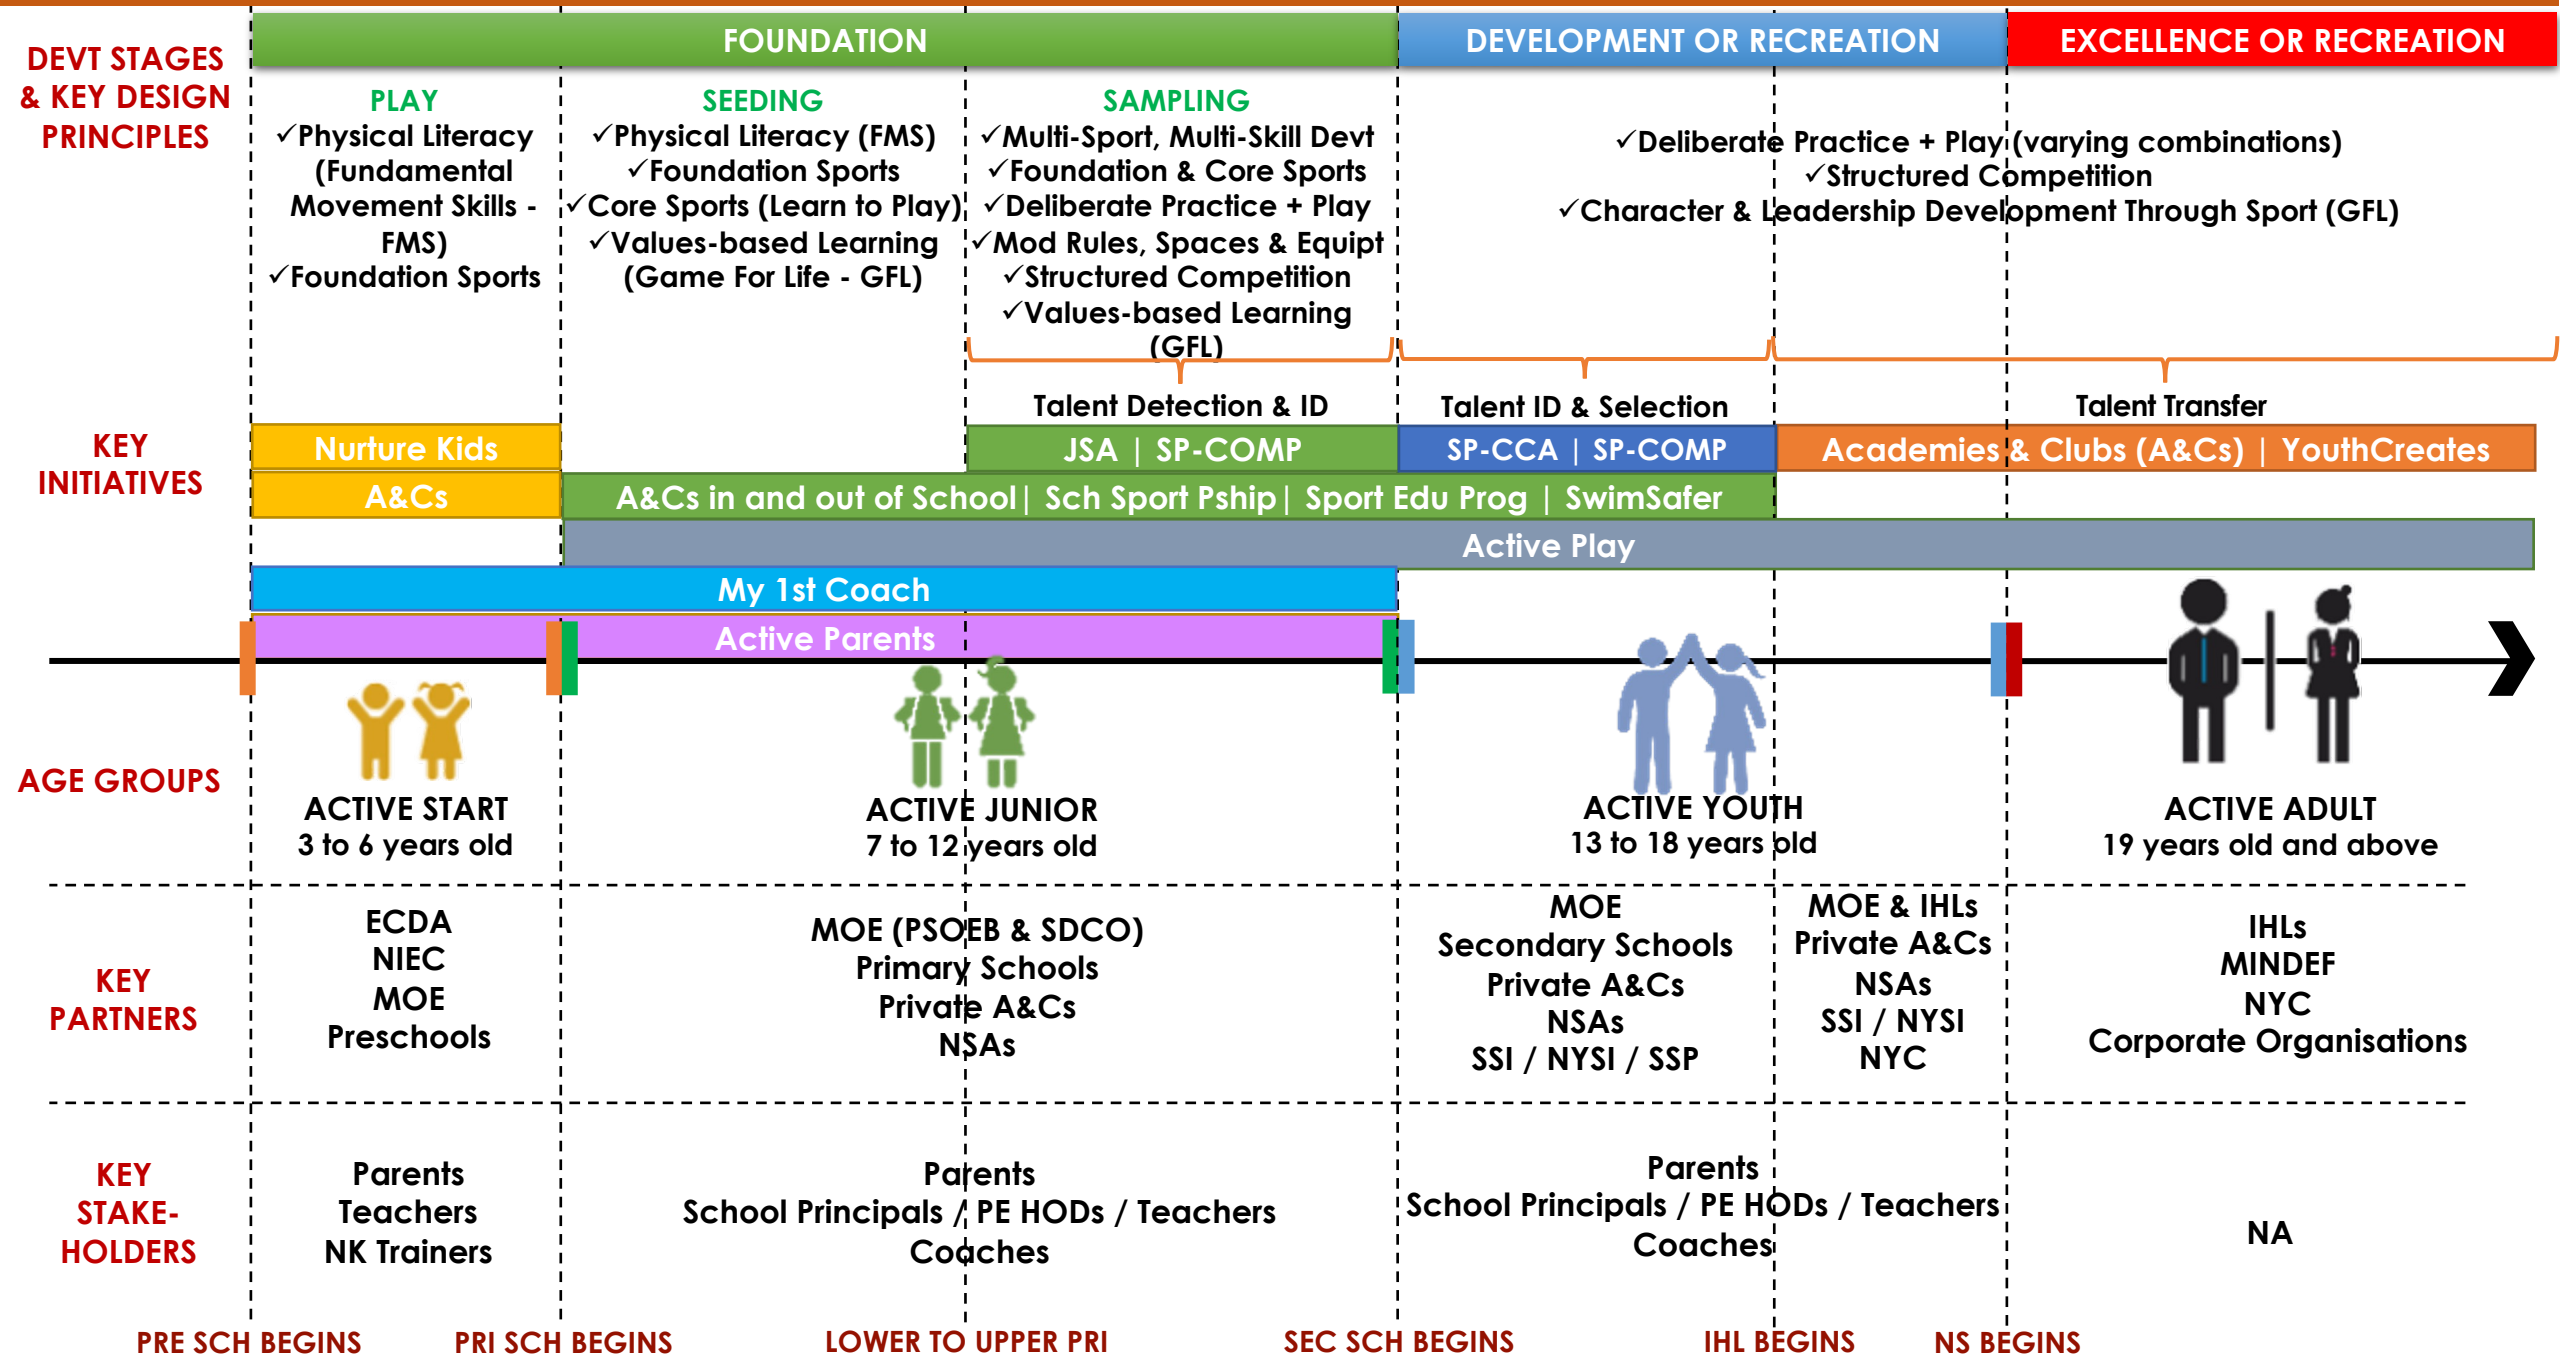 DEVT STAGES
& KEY DESIGN
PRINCIPLES
FOUNDATION
DEVELOPMENT OR RECREATION
EXCELLENCE OR RECREATION
PLAY
✓Physical Literacy
(Fundamental
Movement Skills -
FMS)
✓Foundation Sports
SEEDING
✓Physical Literacy (FMS)
✓Foundation Sports
✓Core Sports (Learn to Play)
✓Values-based Learning
(Game For Life - GFL)
SAMPLING
✓Multi-Sport, Multi-Skill Devt
✓Foundation & Core Sports
✓Deliberate Practice + Play
✓Mod Rules, Spaces & Equipt
✓Structured Competition
✓Values-based Learning
(GFL)
✓Deliberate Practice + Play (varying combinations)
✓Structured Competition
✓Character & Leadership Development Through Sport (GFL)
Talent Detection & ID
Talent ID & Selection
Talent Transfer
KEY
INITIATIVES
Nurture Kids
JSA | SP-COMP
SP-CCA | SP-COMP
Academies & Clubs (A&Cs) | YouthCreates
A&Cs
A&Cs in and out of School| Sch Sport Pship| Sport Edu Prog | SwimSafer
Active Play
My 1st Coach
Active Parents
AGE GROUPS
ACTIVE START
3 to 6 years old
ACTIVE JUNIOR
7 to 12 years old
ACTIVE YOUTH
13 to 18 years old
ACTIVE ADULT
19 years old and above
KEY
PARTNERS
ECDA
NIEC
MOE
Preschools
MOE (PSOEB & SDCO)
Primary Schools
Private A&Cs
NSAs
MOE
Secondary Schools
Private A&Cs
NSAs
SSI / NYSI / SSP
MOE & IHLs
Private A&Cs
NSAs
SSI / NYSI
NYC
IHLs
MINDEF
NYC
Corporate Organisations
KEY
STAKE-
HOLDERS
Parents
Teachers
NK Trainers
Parents
School Principals / PE HODs / Teachers
Coaches
Parents
School Principals / PE HODs / Teachers
Coaches
NA
PRE SCH BEGINS
PRI SCH BEGINS
LOWER TO UPPER PRI
SEC SCH BEGINS
IHL BEGINS
NS BEGINS